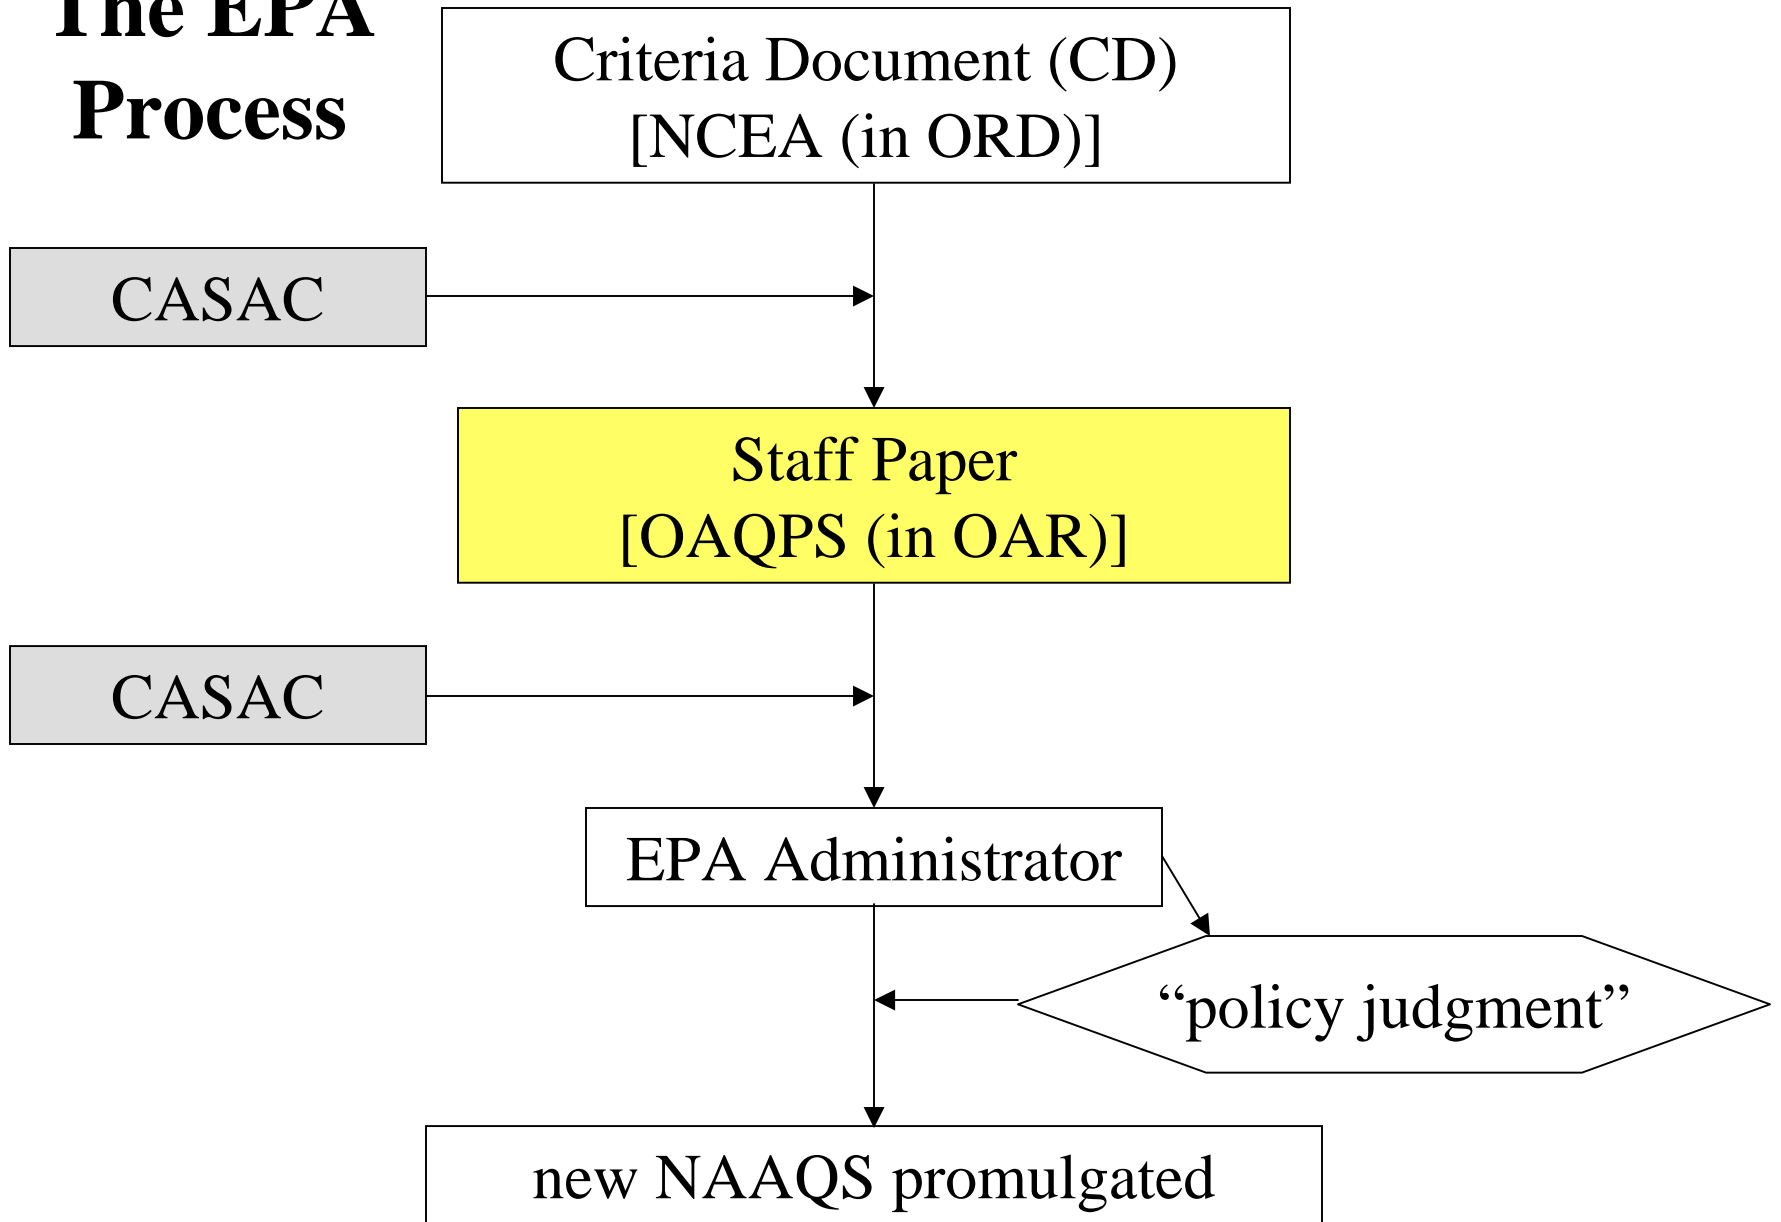 The EPA
Process
Criteria Document (CD)
[NCEA (in ORD)]
CASAC
Staff Paper
[OAQPS (in OAR)]
CASAC
EPA Administrator
“policy judgment”
new NAAQS promulgated